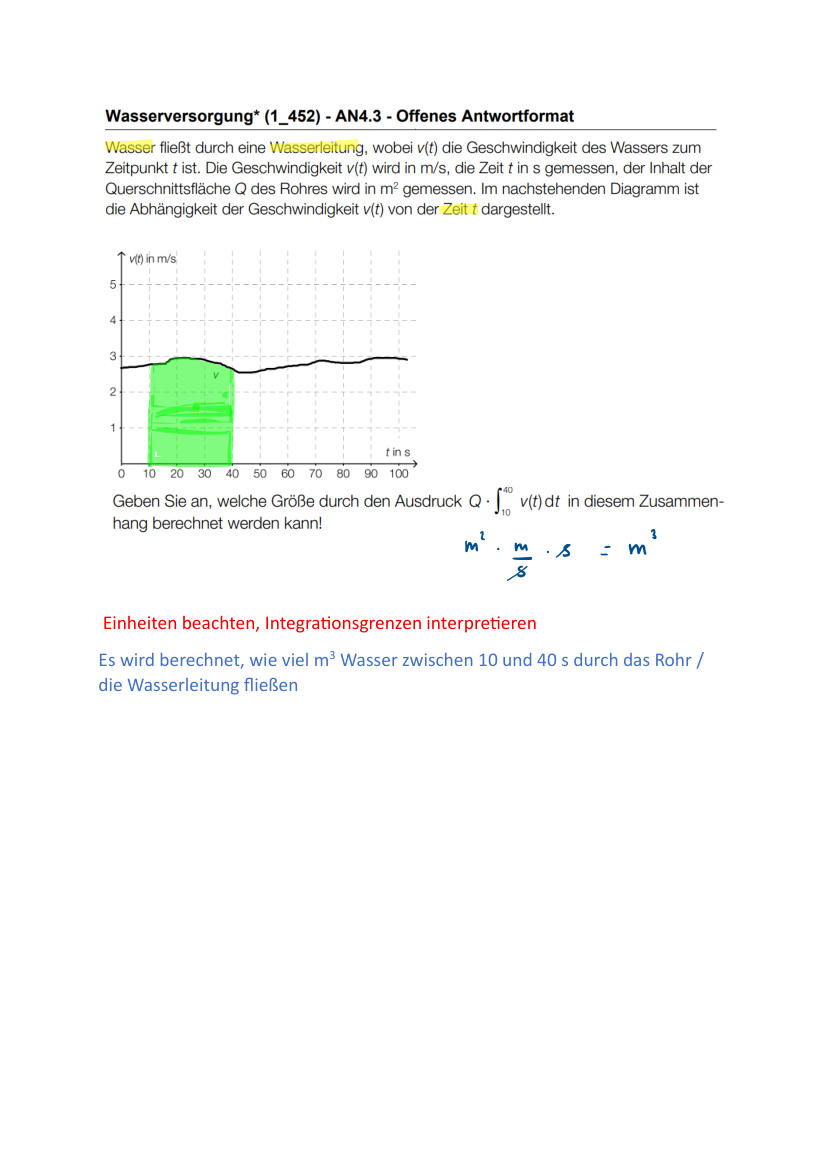 Wasserversorgung* (1_452) - AN4.3 - Offenes Antwortformat
Wasser fließt durch eine Wasserleitung, wobei v(t) die Geschwindigkeit des Wassers zum
Zeitpunkt t ist. Die Geschwindigkeit v(t) wird in m/s, die Zeit t in s gemessen, der Inhalt der
Querschnittsfläche Q des Rohres wird in m² gemessen. Im nachstehenden Diagramm ist
die Abhängigkeit der Geschwindigkeit v(t) von der Zeit t dargestellt.
v(t) in m/s
5
4
3
v
2
1
t in s
0 10 20 30 40 50 60 70 80 90 100
Geben Sie an, welche Größe durch den Ausdruck Q · ∫₁₀⁴⁰ v(t) dt in diesem Zusammen-
hang berechnet werden kann!
m² · m/s · s = m³
Einheiten beachten, Integrationsgrenzen interpretieren
Es wird berechnet, wie viel m³ Wasser zwischen 10 und 40 s durch das Rohr /
die Wasserleitung fließen